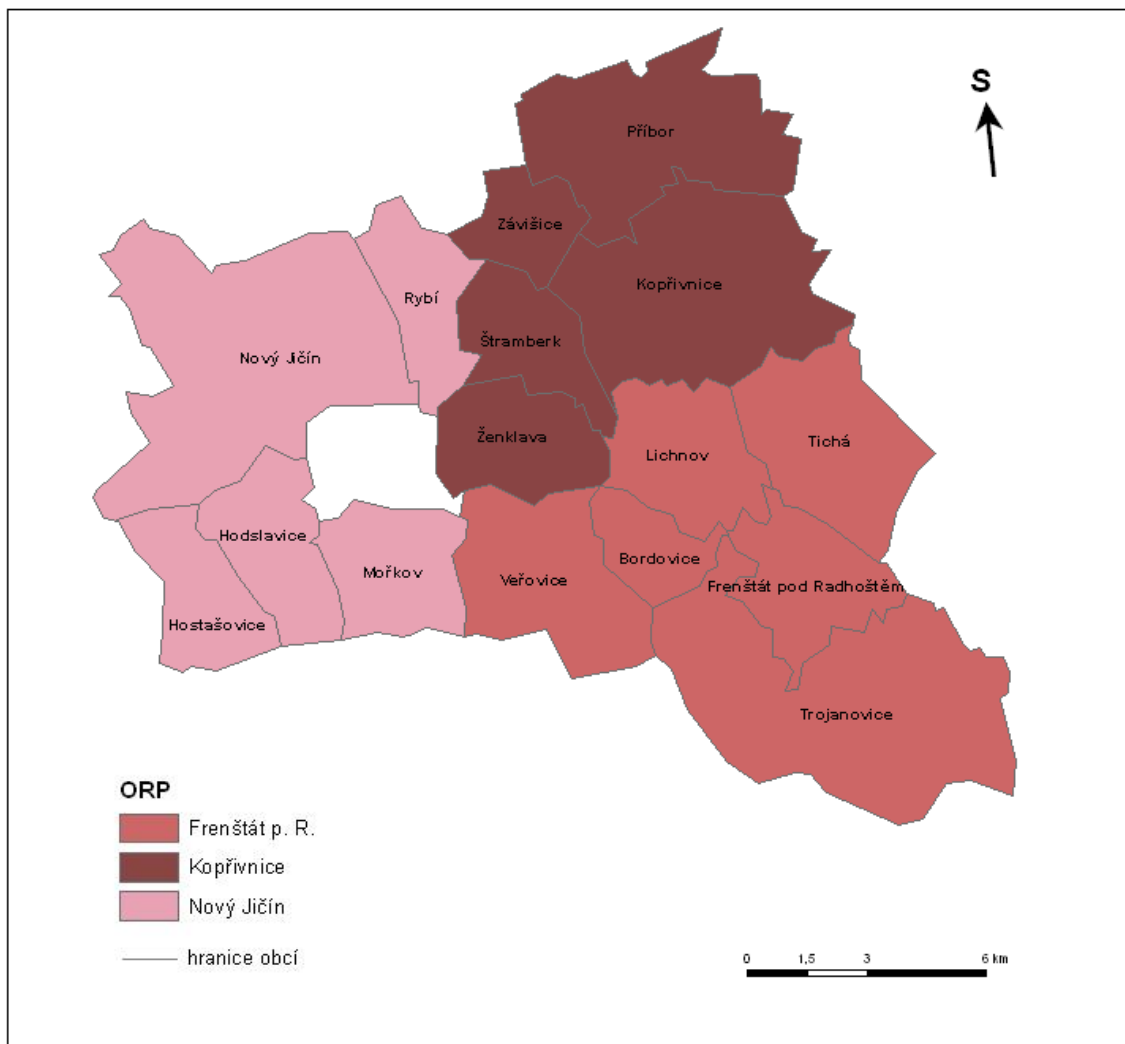 S
Příbor
Závišice
Kopřivnice
Rybí
Štramberk
Nový Jičín
Ženklava
Tichá
Lichnov
Hodslavice
Bordovice
Mořkov
Veřovice
Frenštát pod Radhoštěm
Hostašovice
Trojanovice
ORP
Frenštát p. R.
Kopřivnice
Nový Jičín
hranice obcí
0 1,5 3 6 km